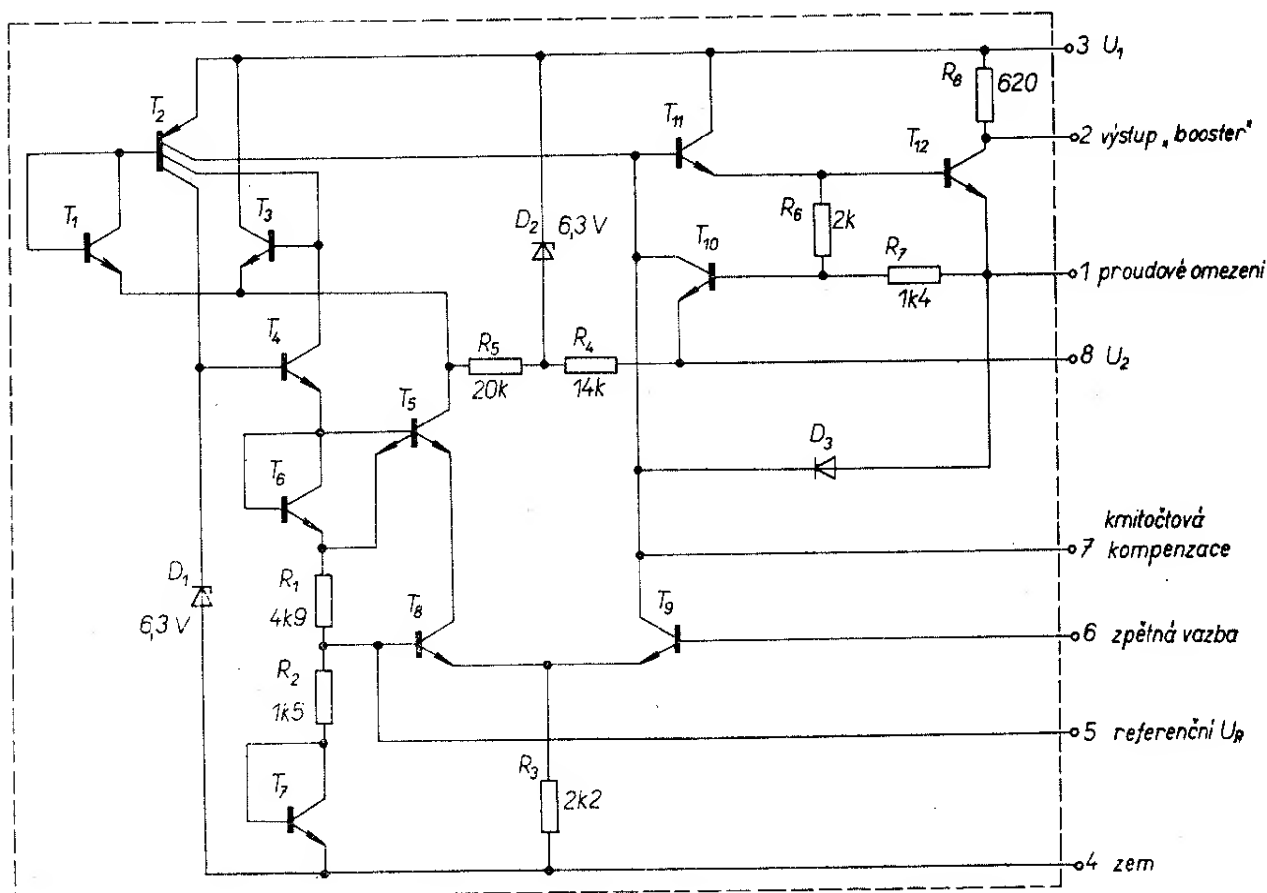 3 U₁
R₈
620
T₂
T₁₁
T₁₂
2 výstup „booster"
T₁
T₃
D₂
6,3 V
R₆
2k
T₁₀
R₇
1k4
1 proudové omezení
T₄
R₅
20k
R₄
14k
8 U₂
T₅
D₃
T₆
kmitočtová
7 kompenzace
D₁
6,3 V
R₁
4k9
T₈
T₉
6 zpětná vazba
R₂
1k5
5 referenční U_R
T₇
R₃
2k2
4 zem